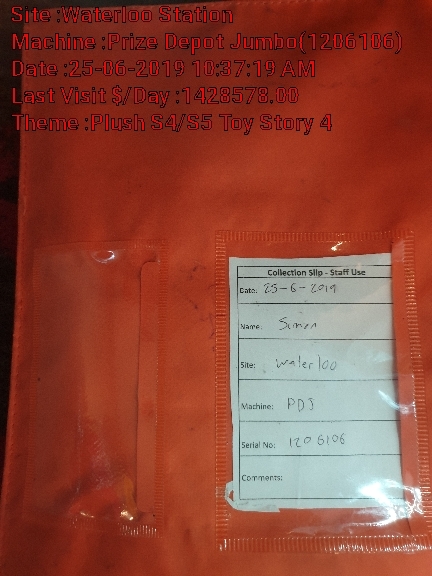 Site :Waterloo Station
Machine :Prize Depot Jumbo(1206106)
Date :25-06-2019 10:37:19 AM
Last Visit $/Day :1428578.00
Theme :Plush S4/S5 Toy Story 4
Collection Slip - Staff Use
Date: 25-6-2019
Name: Simon
Site: Waterloo
Machine: PDJ
Serial No: 1206106
Comments: